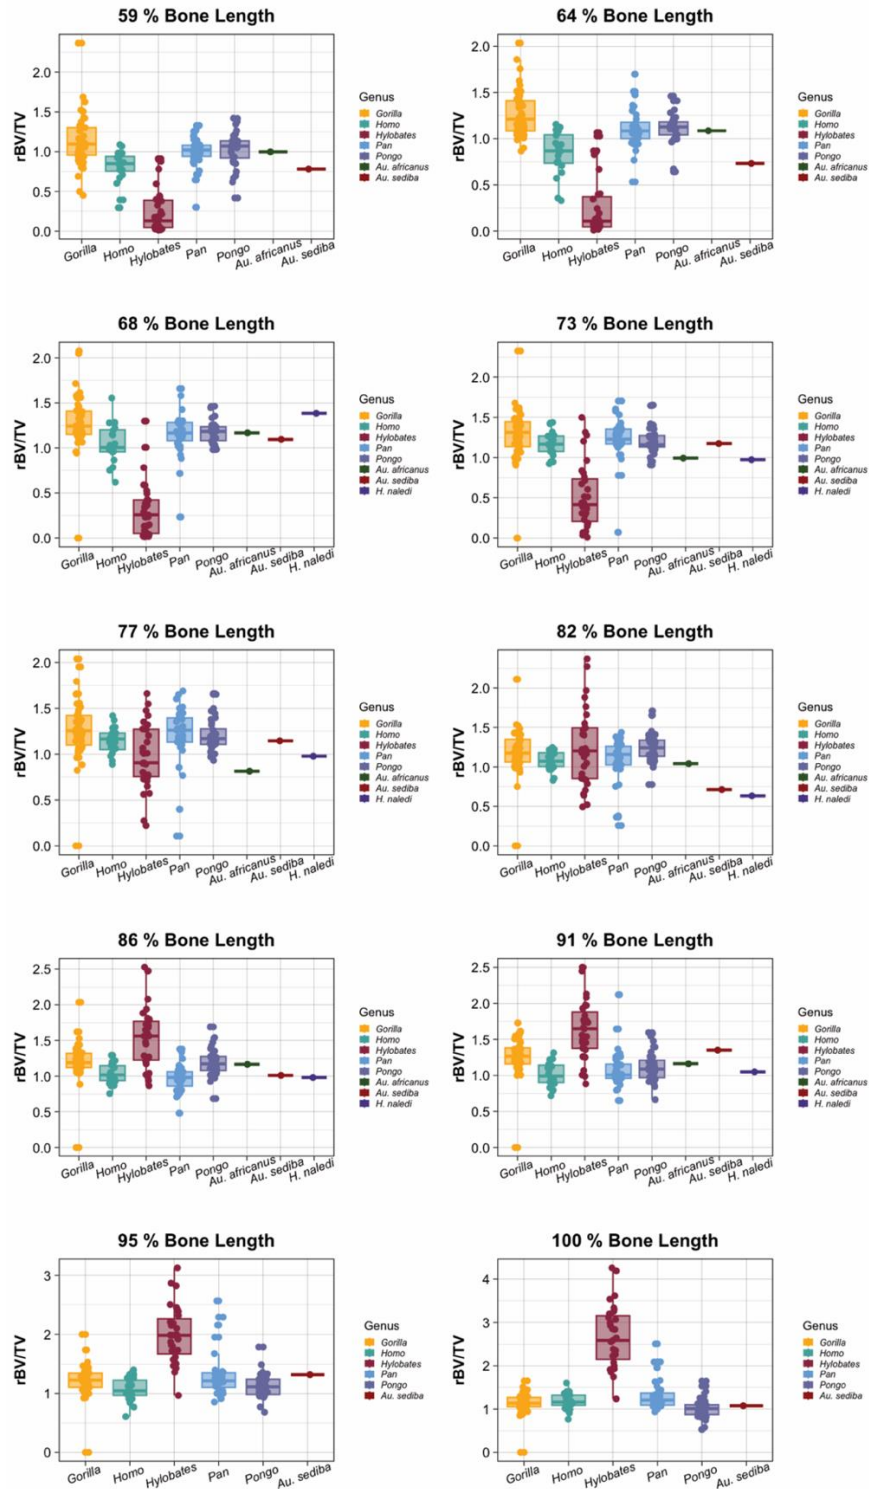 59 % Bone Length
rBV/TV
2.0
1.5
1.0
0.5
0.0
Gorilla
Homo
Hylobates
Pan
Pongo
Au. africanus
Au. sediba
Genus
Gorilla
Homo
Hylobates
Pan
Pongo
Au. africanus
Au. sediba
64 % Bone Length
rBV/TV
2.0
1.5
1.0
0.5
0.0
Gorilla
Homo
Hylobates
Pan
Pongo
Au. africanus
Au. sediba
Genus
Gorilla
Homo
Hylobates
Pan
Pongo
Au. africanus
Au. sediba
68 % Bone Length
rBV/TV
2.0
1.5
1.0
0.5
0.0
Gorilla
Homo
Hylobates
Pan
Pongo
Au. africanus
Au. sediba
H. naledi
Genus
Gorilla
Homo
Hylobates
Pan
Pongo
Au. africanus
Au. sediba
H. naledi
73 % Bone Length
rBV/TV
2.0
1.5
1.0
0.5
0.0
Gorilla
Homo
Hylobates
Pan
Pongo
Au. africanus
Au. sediba
H. naledi
Genus
Gorilla
Homo
Hylobates
Pan
Pongo
Au. africanus
Au. sediba
H. naledi
77 % Bone Length
rBV/TV
2.0
1.5
1.0
0.5
0.0
Gorilla
Homo
Hylobates
Pan
Pongo
Au. africanus
Au. sediba
H. naledi
Genus
Gorilla
Homo
Hylobates
Pan
Pongo
Au. africanus
Au. sediba
H. naledi
82 % Bone Length
rBV/TV
2.0
1.5
1.0
0.5
0.0
Gorilla
Homo
Hylobates
Pan
Pongo
Au. africanus
Au. sediba
H. naledi
Genus
Gorilla
Homo
Hylobates
Pan
Pongo
Au. africanus
Au. sediba
H. naledi
86 % Bone Length
rBV/TV
2.5
2.0
1.5
1.0
0.5
0.0
Gorilla
Homo
Hylobates
Pan
Pongo
Au. africanus
Au. sediba
H. naledi
Genus
Gorilla
Homo
Hylobates
Pan
Pongo
Au. africanus
Au. sediba
H. naledi
91 % Bone Length
rBV/TV
2.5
2.0
1.5
1.0
0.5
0.0
Gorilla
Homo
Hylobates
Pan
Pongo
Au. africanus
Au. sediba
H. naledi
Genus
Gorilla
Homo
Hylobates
Pan
Pongo
Au. africanus
Au. sediba
H. naledi
95 % Bone Length
rBV/TV
3
2
1
0
Gorilla
Homo
Hylobates
Pan
Pongo
Au. sediba
Genus
Gorilla
Homo
Hylobates
Pan
Pongo
Au. sediba
100 % Bone Length
rBV/TV
4
3
2
1
0
Gorilla
Homo
Hylobates
Pan
Pongo
Au. sediba
Genus
Gorilla
Homo
Hylobates
Pan
Pongo
Au. sediba